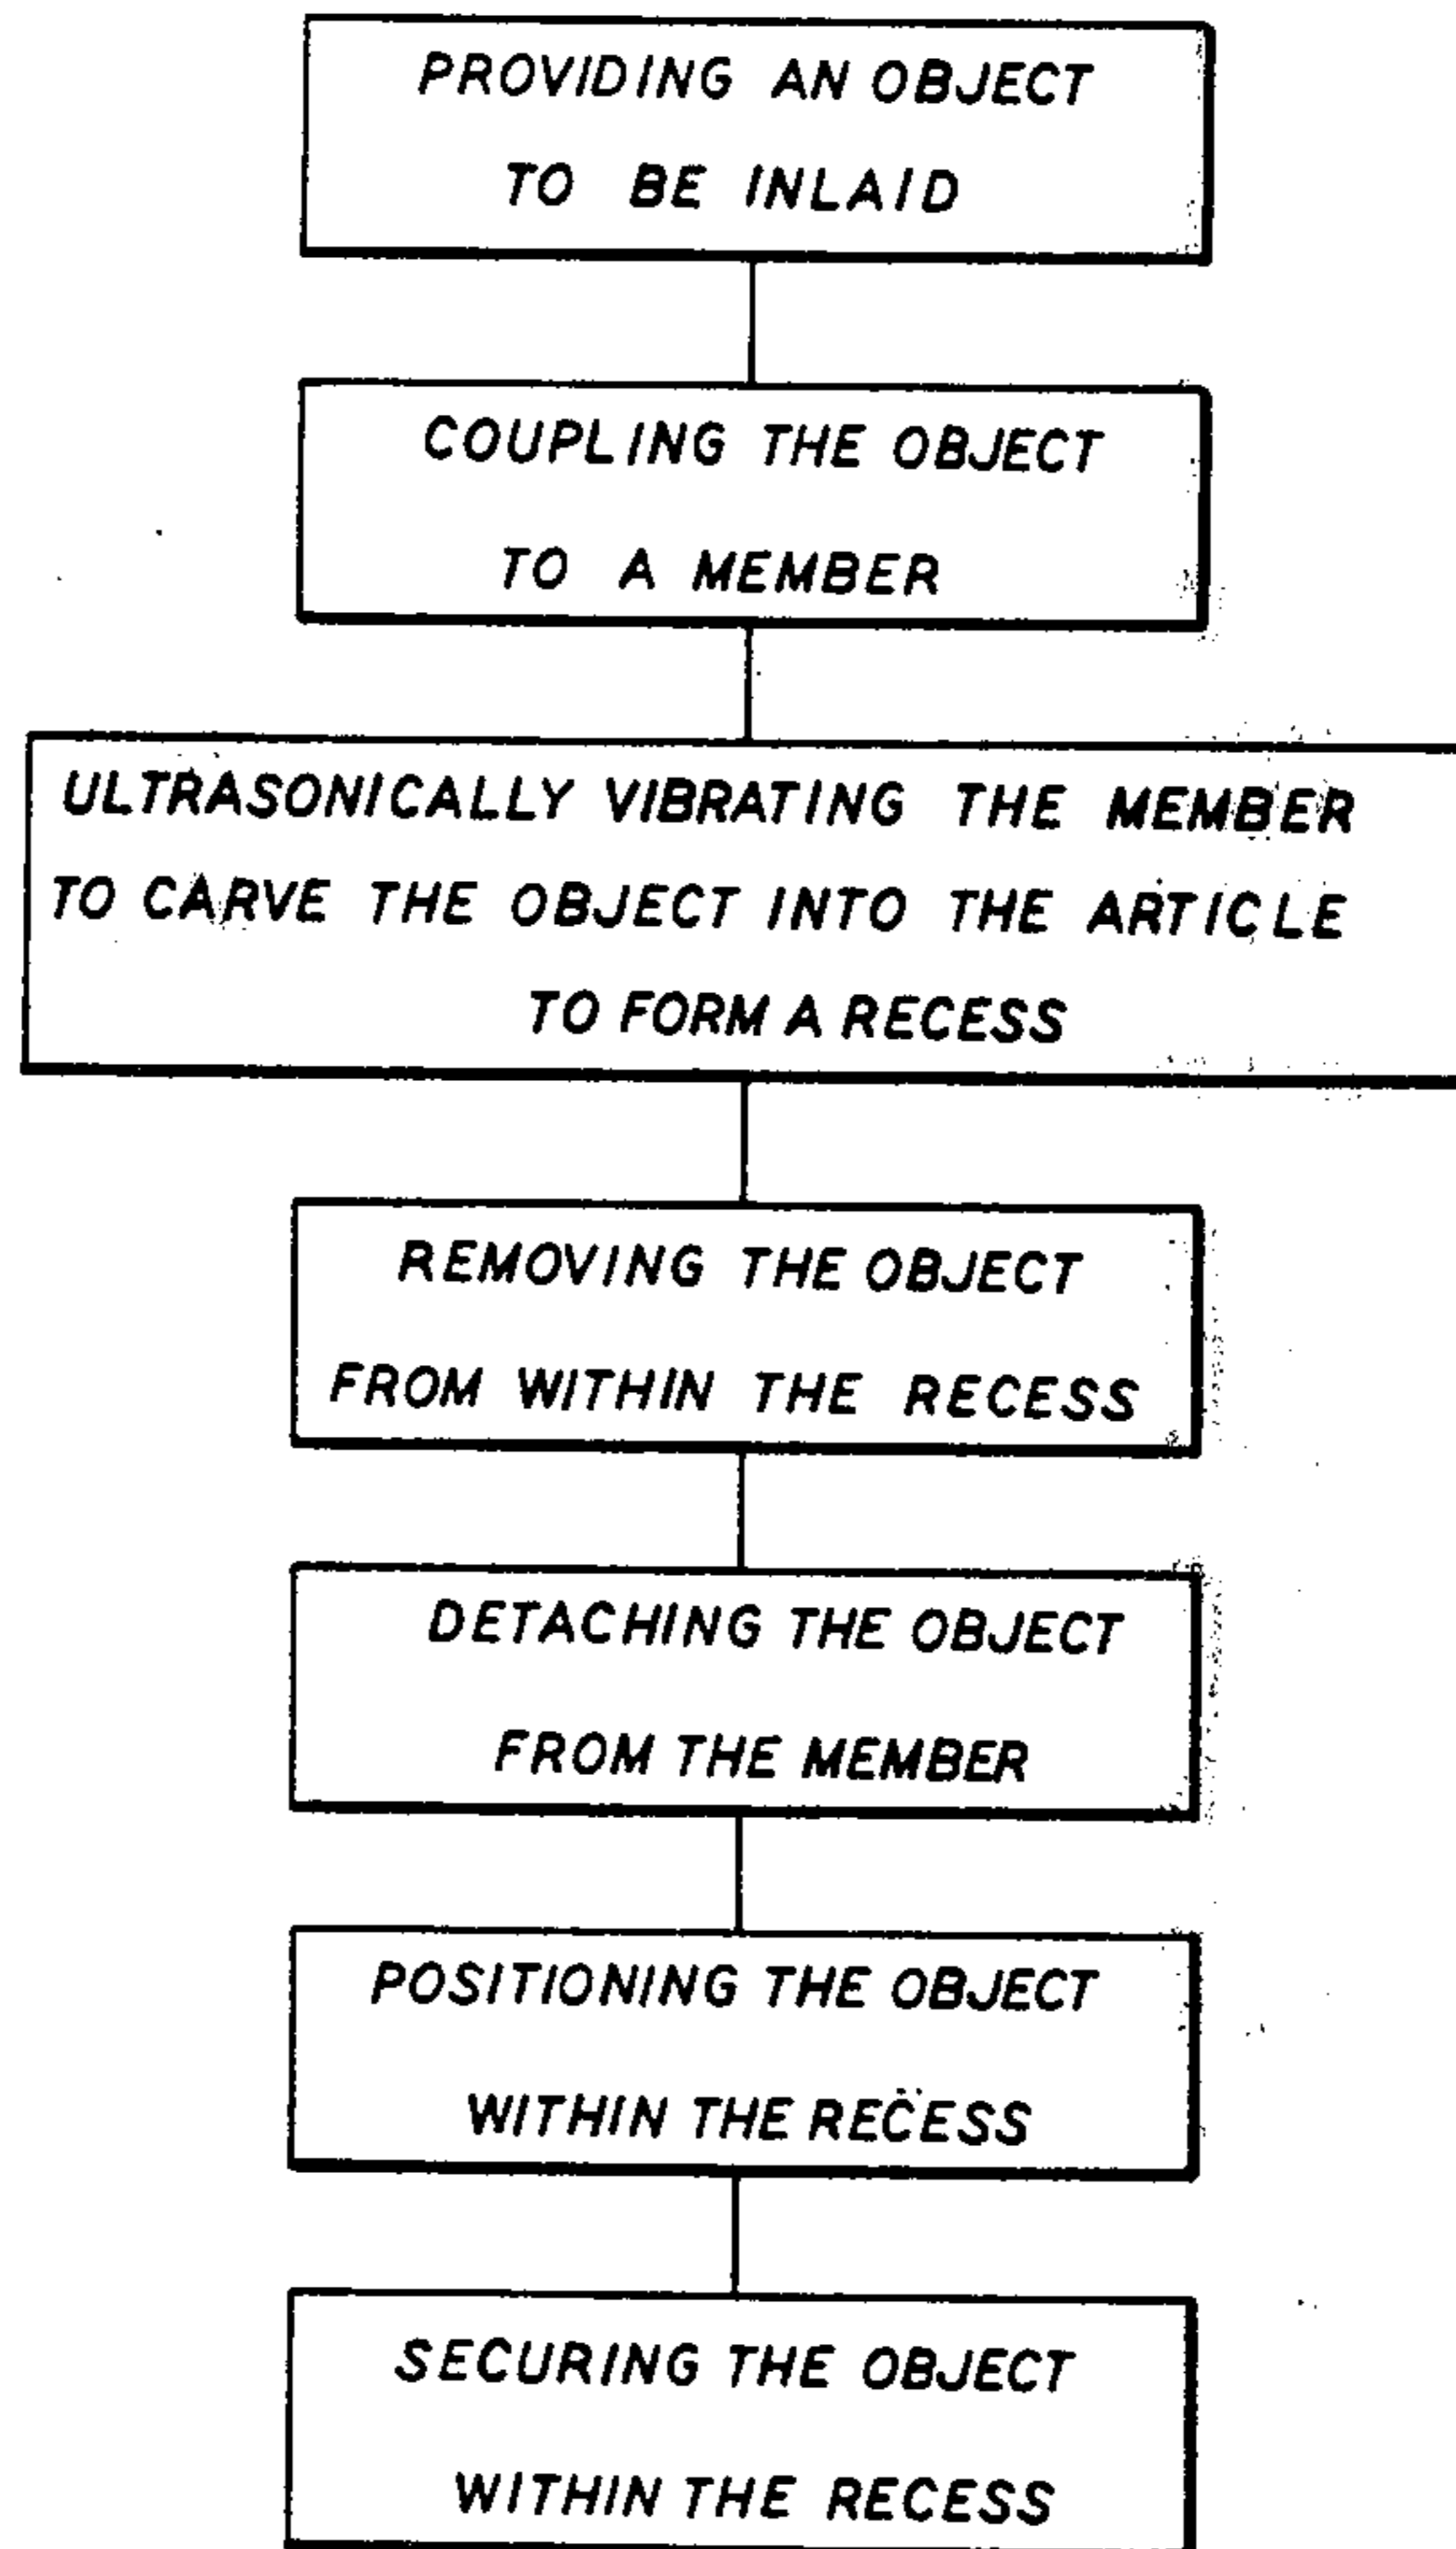 PROVIDING AN OBJECT
TO BE INLAID
COUPLING THE OBJECT
TO A MEMBER
ULTRASONICALLY VIBRATING THE MEMBER
TO CARVE THE OBJECT INTO THE ARTICLE
TO FORM A RECESS
REMOVING THE OBJECT
FROM WITHIN THE RECESS
DETACHING THE OBJECT
FROM THE MEMBER
POSITIONING THE OBJECT
WITHIN THE RECESS
SECURING THE OBJECT
WITHIN THE RECESS